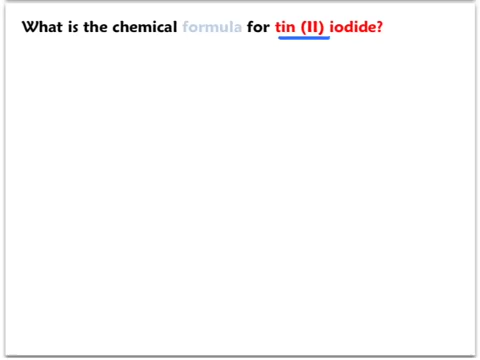 What is the chemical formula for tin (II) iodide?